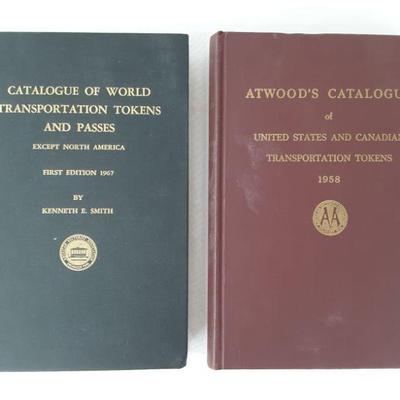 CATALOGUE OF WORLD
TRANSPORTATION TOKENS
AND PASSES
EXCEPT NORTH AMERICA
FIRST EDITION 1967
BY
KENNETH E. SMITH
ATWOOD'S CATALOGU
of
UNITED STATES AND CANADIAN
TRANSPORTATION TOKENS
1958
AA